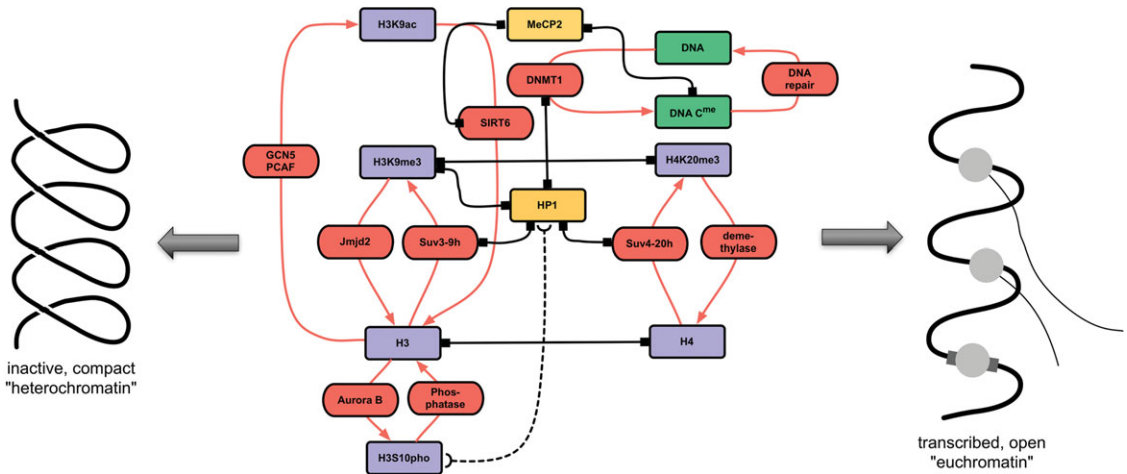 H3K9ac
MeCP2
DNA
DNMT1
DNA
repair
DNA Cme
SIRT6
GCN5
PCAF
H3K9me3
H4K20me3
HP1
Jmjd2
Suv3-9h
Suv4-20h
deme-
thylase
H3
H4
inactive, compact
"heterochromatin"
Aurora B
Phos-
phatase
H3S10pho
transcribed, open
"euchromatin"